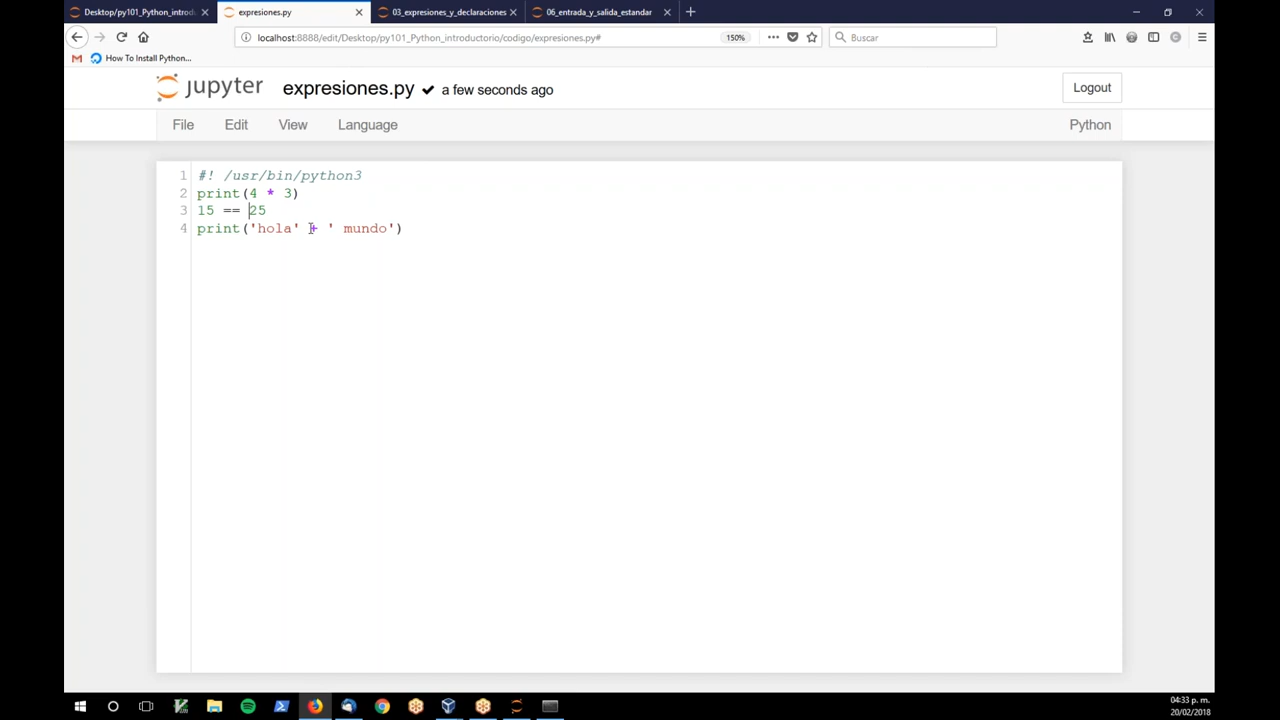 Desktop/py101_Python_introdu
expresiones.py
03_expresiones_y_declaraciones
06_entrada_y_salida_estandar
localhost:8888/edit/Desktop/py101_Python_introductorio/codigo/expresiones.py#
150%
Buscar
How To Install Python...
jupyter
expresiones.py
a few seconds ago
Logout
File
Edit
View
Language
Python
1 #! /usr/bin/python3
2 print(4 * 3)
3 15 == 25
4 print('hola' + ' mundo')
04:33 p. m.
20/02/2018